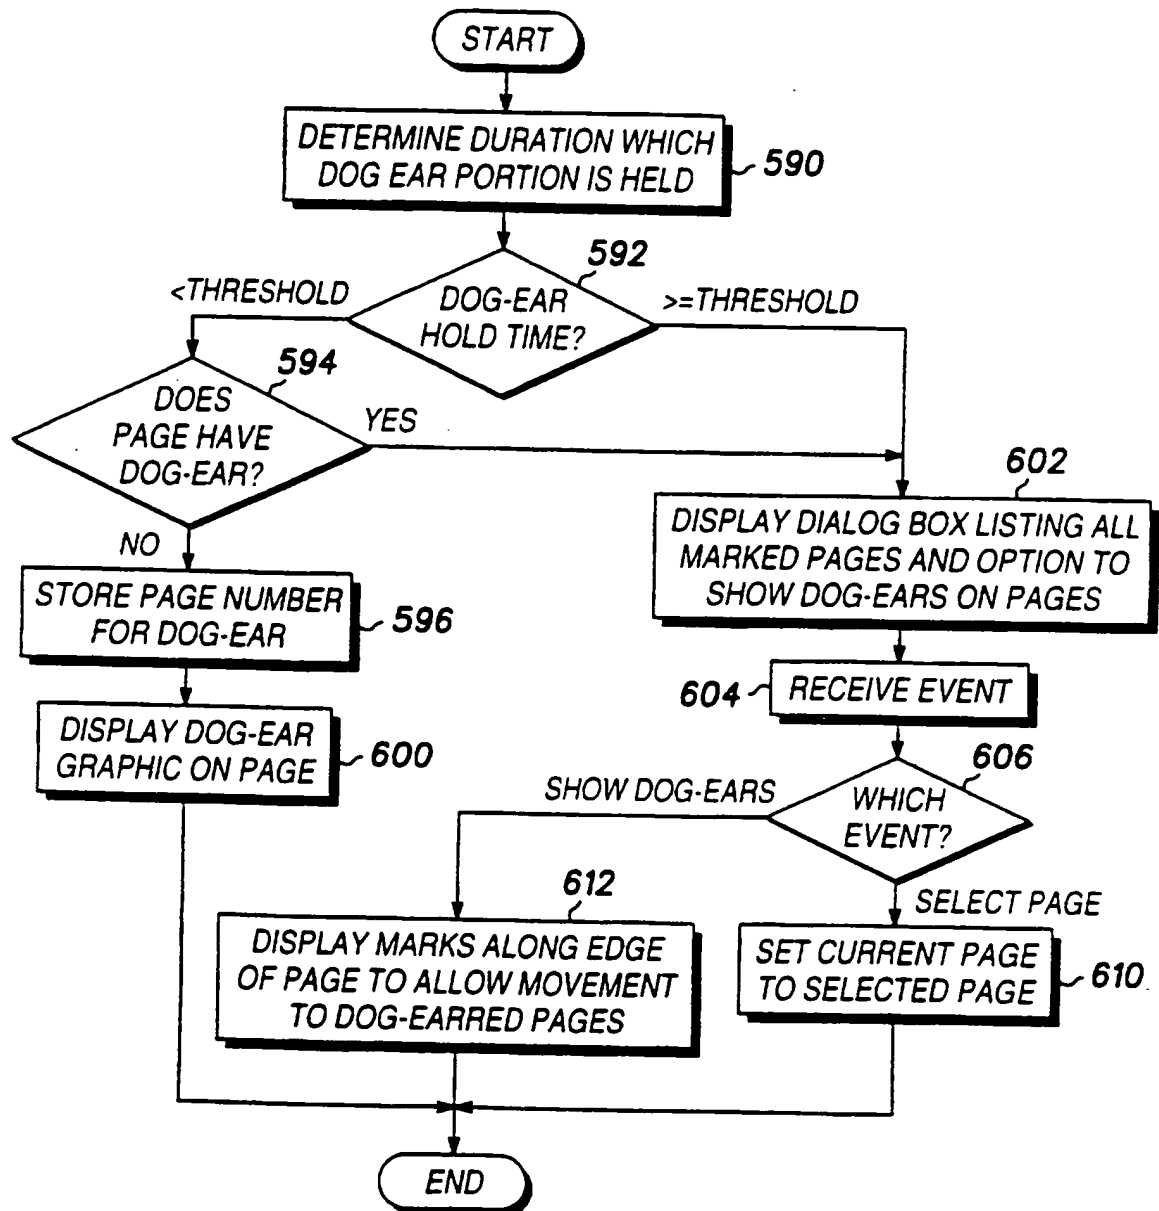 START
DETERMINE DURATION WHICH
DOG EAR PORTION IS HELD
590
592
<THRESHOLD
DOG-EAR
HOLD TIME?
>=THRESHOLD
594
DOES
PAGE HAVE
DOG-EAR?
YES
NO
602
DISPLAY DIALOG BOX LISTING ALL
MARKED PAGES AND OPTION TO
SHOW DOG-EARS ON PAGES
STORE PAGE NUMBER
FOR DOG-EAR
596
604
RECEIVE EVENT
DISPLAY DOG-EAR
GRAPHIC ON PAGE
600
606
SHOW DOG-EARS
WHICH
EVENT?
SELECT PAGE
612
DISPLAY MARKS ALONG EDGE
OF PAGE TO ALLOW MOVEMENT
TO DOG-EARRED PAGES
SET CURRENT PAGE
TO SELECTED PAGE
610
END